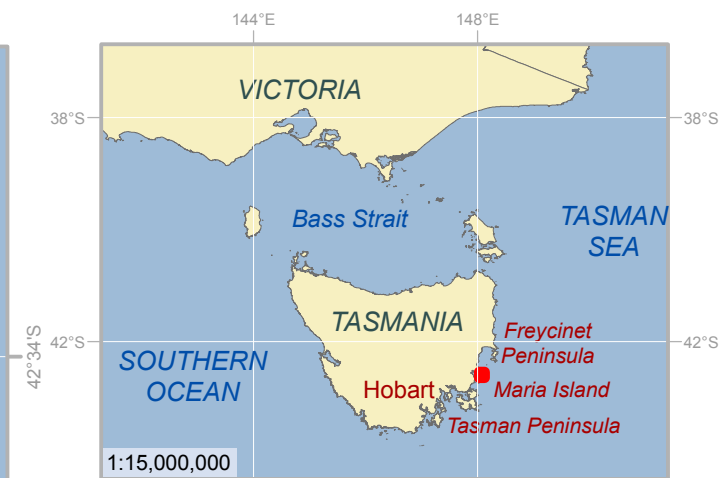 144°E
148°E
VICTORIA
38°S
38°S
Bass Strait
TASMAN
SEA
TASMANIA
Freycinet
Peninsula
42°34'S
42°S
42°S
SOUTHERN
OCEAN
Hobart
Maria Island
Tasman Peninsula
1:15,000,000